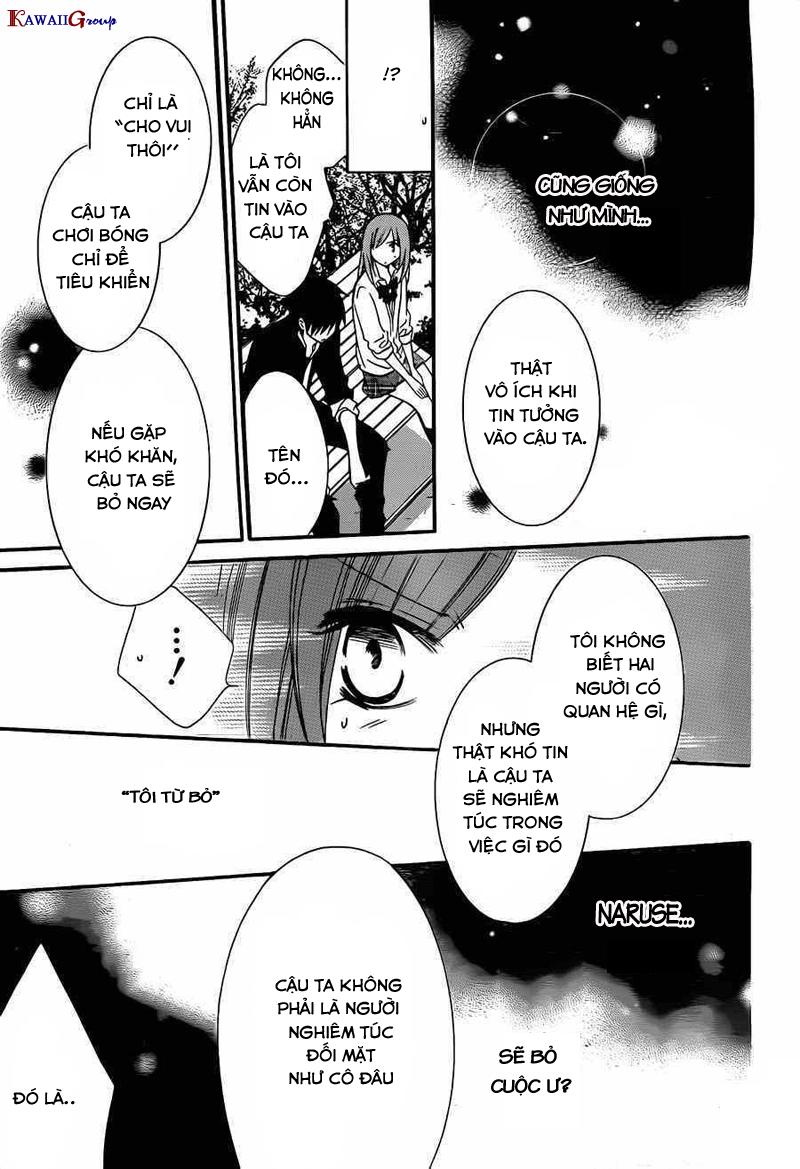 KAWAIIGroup
CŨNG GIỐNG
NHƯ MÌNH...
THẬT
VÔ ÍCH KHI
TIN TƯỞNG
VÀO CẬU TA.
!?
KHÔNG...
KHÔNG
HẲN
LÀ TÔI
VẪN CÒN
TIN VÀO
CẬU TA
TÊN
ĐÓ...
CHỈ LÀ
“CHO VUI
THÔI’’
CẬU TA
CHƠI BÓNG
CHỈ ĐỂ
TIÊU KHIỂN
NẾU GẶP
KHÓ KHĂN,
CẬU TA SẼ
BỎ NGAY
TÔI KHÔNG
BIẾT HAI
NGƯỜI CÓ
QUAN HỆ GÌ,
NHƯNG
THẬT KHÓ TIN
LÀ CẬU TA
SẼ NGHIÊM
TÚC TRONG
VIỆC GÌ ĐÓ
...!
“TÔI TỪ BỎ”
NARUSE...
SẼ BỎ
CUỘC Ư?
CẬU TA KHÔNG
PHẢI LÀ NGƯỜI
NGHIÊM TÚC
ĐỐI MẶT
NHƯ CÔ ĐÂU
ĐÓ LÀ..